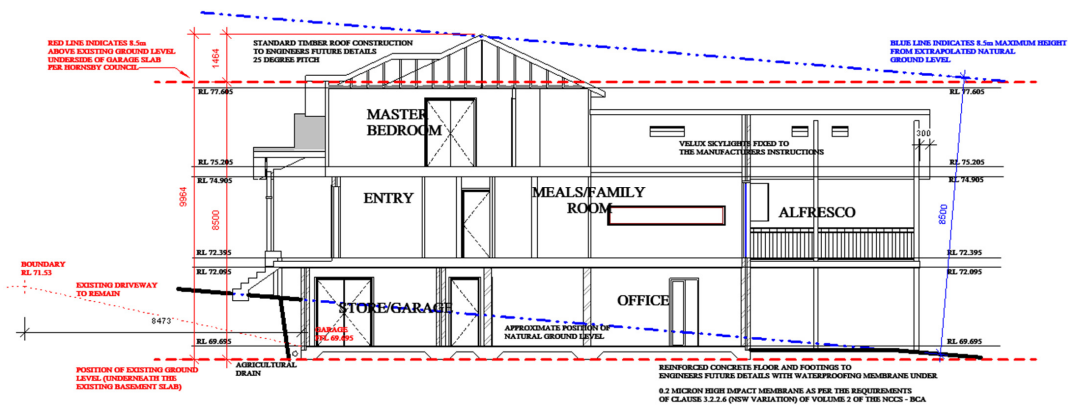 RED LINE INDICATES 8.5m
ABOVE EXISTING GROUND LEVEL
UNDERSIDE OF GARAGE SLAB
PER HORNSBY COUNCIL
1464
STANDARD TIMBER ROOF CONSTRUCTION
TO ENGINEERS FUTURE DETAILS
25 DEGREE PITCH
BLUE LINE INDICATES 8.5m MAXIMUM HEIGHT
FROM EXTRAPOLATED NATURAL
GROUND LEVEL
RL 77.605
RL 77.605
MASTER
BEDROOM
VELUX SKYLIGHTS FIXED TO
THE MANUFACTURERS INSTRUCTIONS
300
RL 75.205
RL 75.205
RL 74.905
RL 74.905
9964
8500
ENTRY
MEALS/FAMILY
ROOM
ALFRESCO
8500
RL 72.395
RL 72.395
RL 72.095
RL 72.095
BOUNDARY
RL 71.53
EXISTING DRIVEWAY
TO REMAIN
8473
STORE/GARAGE
OFFICE
GARAGE
FFL 69.695
APPROXIMATE POSITION OF
NATURAL GROUND LEVEL
RL 69.695
RL 69.695
POSITION OF EXISTING GROUND
LEVEL (UNDERNEATH THE
EXISTING BASEMENT SLAB)
AGRICULTURAL
DRAIN
REINFORCED CONCRETE FLOOR AND FOOTINGS TO
ENGINEERS FUTURE DETAILS WITH WATERPROOFING MEMBRANE UNDER
0.2 MICRON HIGH IMPACT MEMBRANE AS PER THE REQUIREMENTS
OF CLAUSE 3.2.2.6 (NSW VARIATION) OF VOLUME 2 OF THE NCCS - BCA